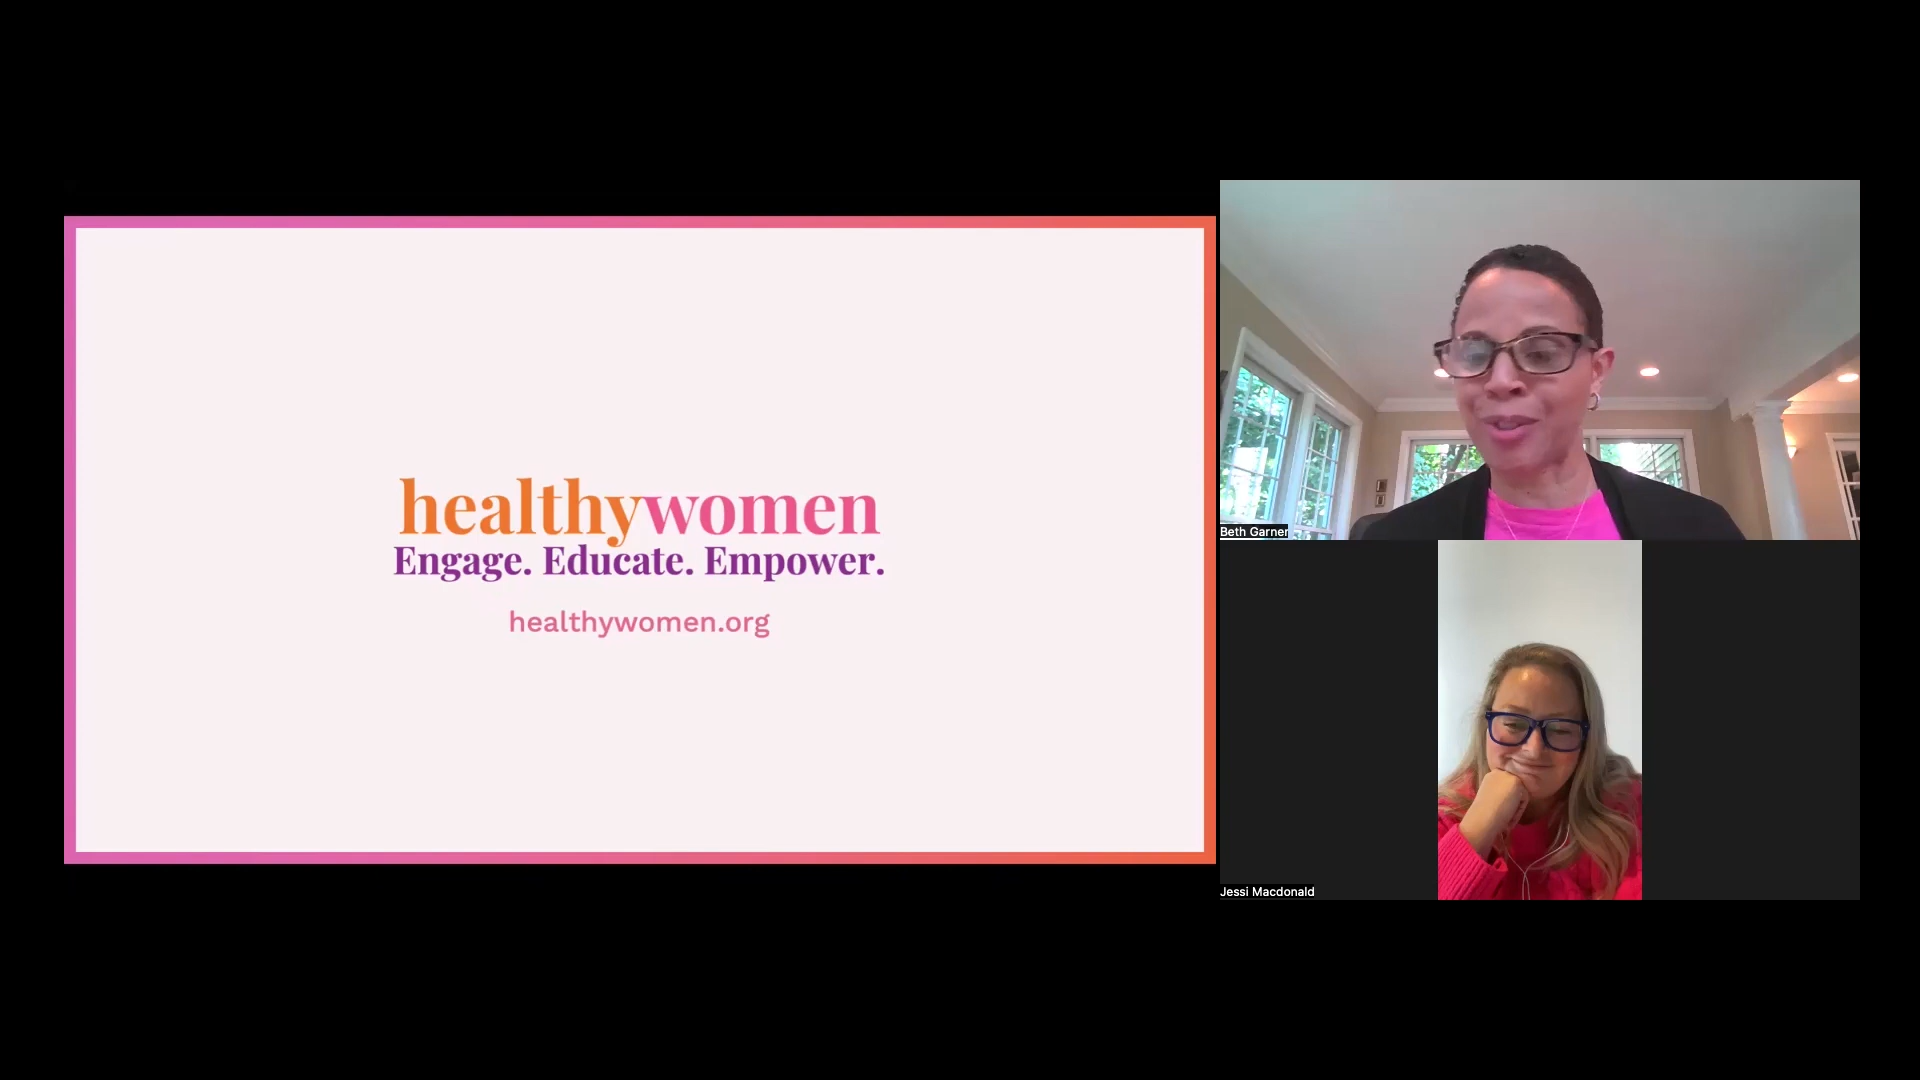 healthywomen
Engage. Educate. Empower.
healthywomen.org
Beth Garner
Jessi Macdonald